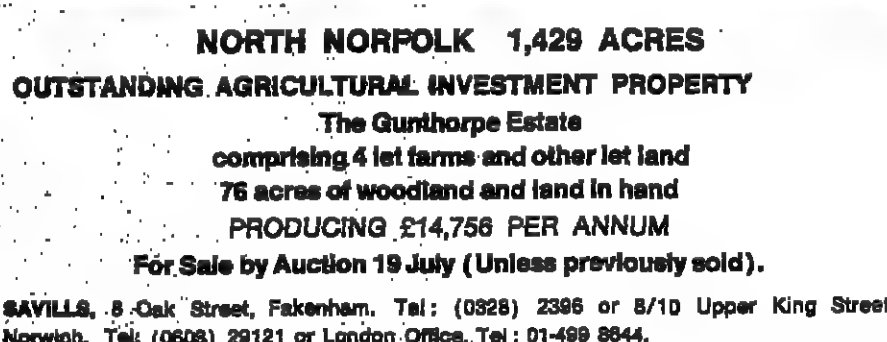 NORTH NORFOLK 1,429 ACRES
OUTSTANDING AGRICULTURAL INVESTMENT PROPERTY
The Gunthorpe Estate
comprising 4 let farms and other let land
76 acres of woodland and land in hand
PRODUCING £14,756 PER ANNUM
For Sale by Auction 19 July (Unless previously sold).
SAVILLS, 8 Oak Street, Fakenham. Tel: (0328) 2396 or 8/10 Upper King Street
Norwich. Tel: (0603) 29121 or London Office. Tel: 01-499 8644.